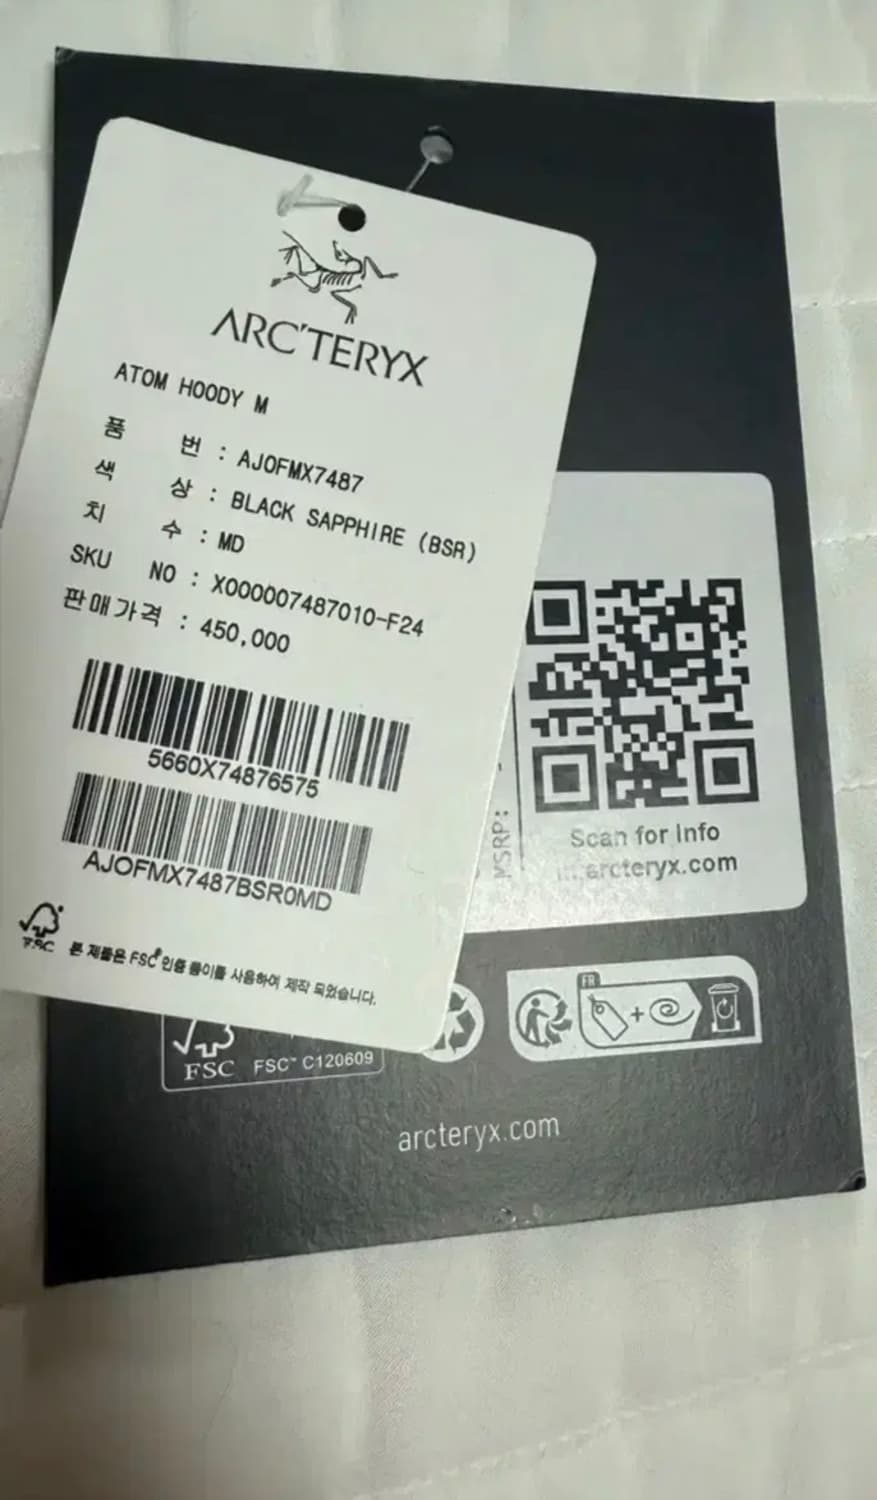 ARC'TERYX
ATOM HOODY M
품 번 : AJOFMX7487
색 상 : BLACK SAPPHIRE (BSR)
치 수 : MD
SKU NO : X000007487010-F24
판매가격 : 450,000
5660X74876575
AJOFMX7487BSR0MD
FSC 본 제품은 FSC® 인증 종이를 사용하여 제작 되었습니다.
MSRP:
Scan for Info
arcteryx.com
FR
FSC FSC™ C120609
arcteryx.com